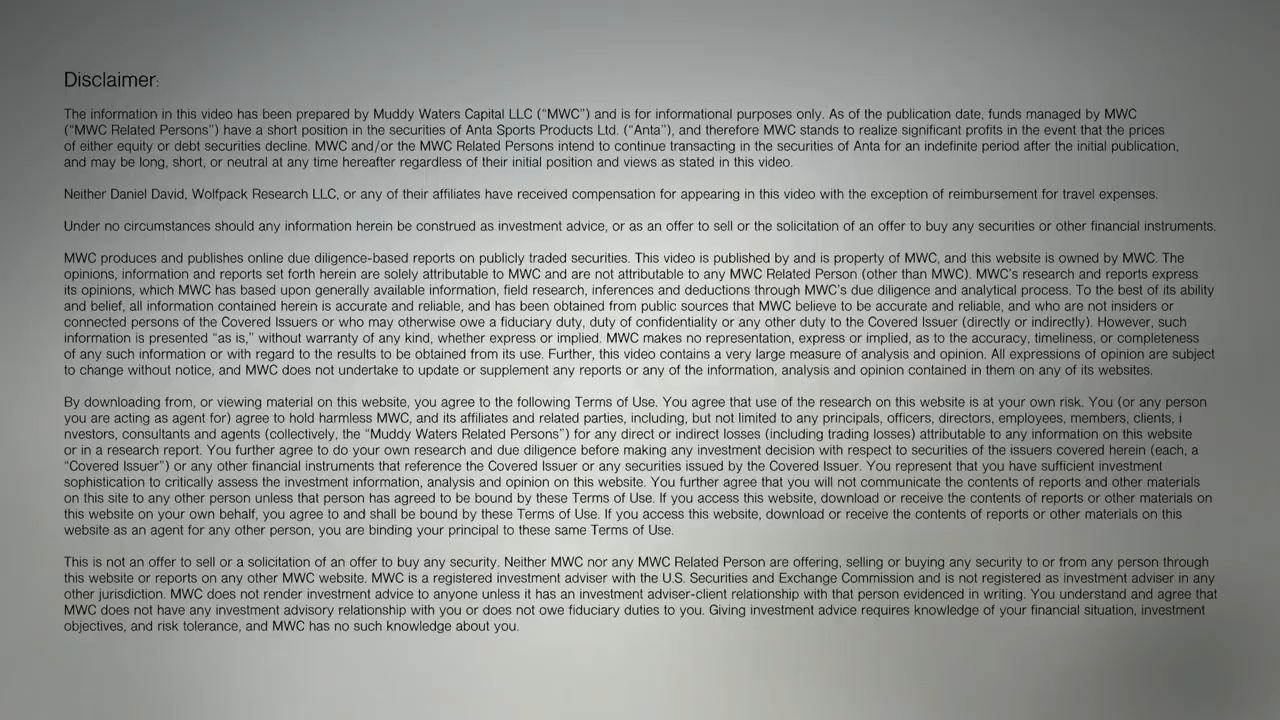 Disclaimer:
The information in this video has been prepared by Muddy Waters Capital LLC (“MWC”) and is for informational purposes only. As of the publication date, funds managed by MWC
(“MWC Related Persons”) have a short position in the securities of Anta Sports Products Ltd. (“Anta”), and therefore MWC stands to realize significant profits in the event that the prices
of either equity or debt securities decline. MWC and/or the MWC Related Persons intend to continue transacting in the securities of Anta for an indefinite period after the initial publication,
and may be long, short, or neutral at any time hereafter regardless of their initial position and views as stated in this video.
Neither Daniel David, Wolfpack Research LLC, or any of their affiliates have received compensation for appearing in this video with the exception of reimbursement for travel expenses.
Under no circumstances should any information herein be construed as investment advice, or as an offer to sell or the solicitation of an offer to buy any securities or other financial instruments.
MWC produces and publishes online due diligence-based reports on publicly traded securities. This video is published by and is property of MWC, and this website is owned by MWC. The
opinions, information and reports set forth herein are solely attributable to MWC and are not attributable to any MWC Related Person (other than MWC). MWC’s research and reports express
its opinions, which MWC has based upon generally available information, field research, inferences and deductions through MWC’s due diligence and analytical process. To the best of its ability
and belief, all information contained herein is accurate and reliable, and has been obtained from public sources that MWC believe to be accurate and reliable, and who are not insiders or
connected persons of the Covered Issuers or who may otherwise owe a fiduciary duty, duty of confidentiality or any other duty to the Covered Issuer (directly or indirectly). However, such
information is presented “as is,” without warranty of any kind, whether express or implied. MWC makes no representation, express or implied, as to the accuracy, timeliness, or completeness
of any such information or with regard to the results to be obtained from its use. Further, this video contains a very large measure of analysis and opinion. All expressions of opinion are subject
to change without notice, and MWC does not undertake to update or supplement any reports or any of the information, analysis and opinion contained in them on any of its websites.
By downloading from, or viewing material on this website, you agree to the following Terms of Use. You agree that use of the research on this website is at your own risk. You (or any person
you are acting as agent for) agree to hold harmless MWC, and its affiliates and related parties, including, but not limited to any principals, officers, directors, employees, members, clients, i
nvestors, consultants and agents (collectively, the “Muddy Waters Related Persons”) for any direct or indirect losses (including trading losses) attributable to any information on this website
or in a research report. You further agree to do your own research and due diligence before making any investment decision with respect to securities of the issuers covered herein (each, a
“Covered Issuer”) or any other financial instruments that reference the Covered Issuer or any securities issued by the Covered Issuer. You represent that you have sufficient investment
sophistication to critically assess the investment information, analysis and opinion on this website. You further agree that you will not communicate the contents of reports and other materials
on this site to any other person unless that person has agreed to be bound by these Terms of Use. If you access this website, download or receive the contents of reports or other materials on
this website on your own behalf, you agree to and shall be bound by these Terms of Use. If you access this website, download or receive the contents of reports or other materials on this
website as an agent for any other person, you are binding your principal to these same Terms of Use.
This is not an offer to sell or a solicitation of an offer to buy any security. Neither MWC nor any MWC Related Person are offering, selling or buying any security to or from any person through
this website or reports on any other MWC website. MWC is a registered investment adviser with the U.S. Securities and Exchange Commission and is not registered as investment adviser in any
other jurisdiction. MWC does not render investment advice to anyone unless it has an investment adviser-client relationship with that person evidenced in writing. You understand and agree that
MWC does not have any investment advisory relationship with you or does not owe fiduciary duties to you. Giving investment advice requires knowledge of your financial situation, investment
objectives, and risk tolerance, and MWC has no such knowledge about you.